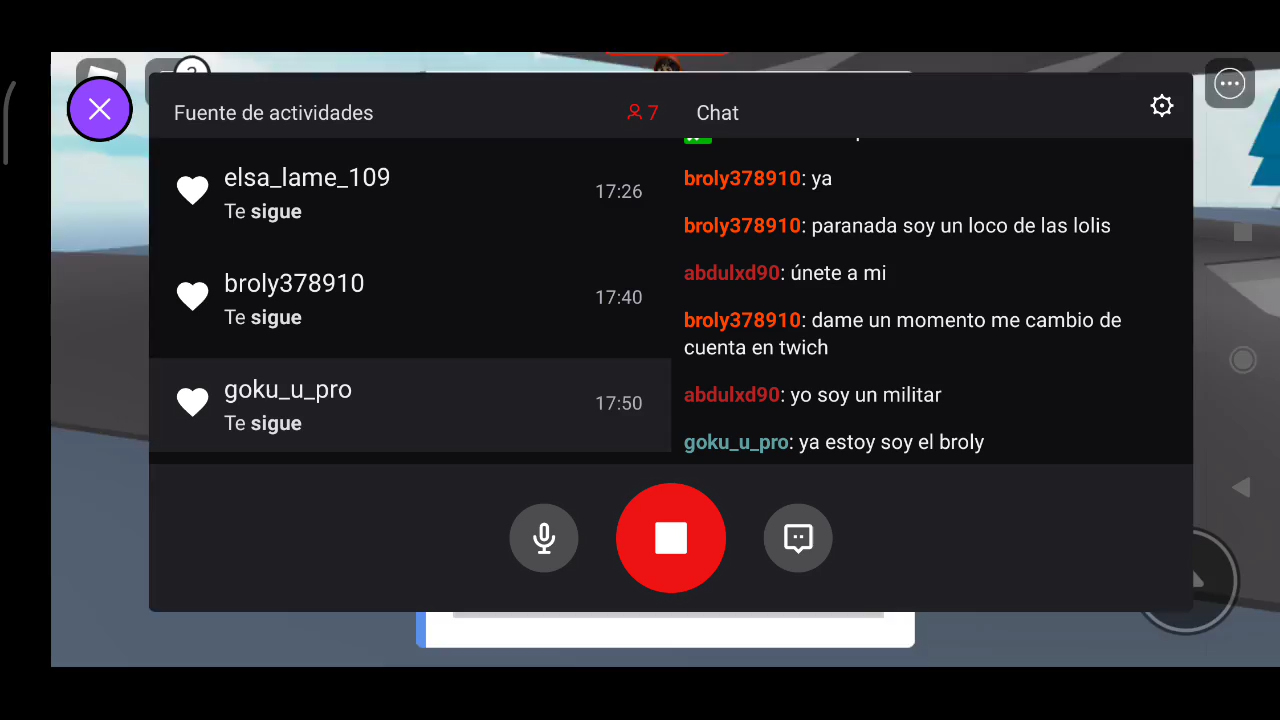 Fuente de actividades
7
Chat
elsa_lame_109
Te sigue
17:26
broly378910
Te sigue
17:40
goku_u_pro
Te sigue
17:50
broly378910: ya
broly378910: paranada soy un loco de las lolis
abdulxd90: únete a mi
broly378910: dame un momento me cambio de
cuenta en twich
abdulxd90: yo soy un militar
goku_u_pro: ya estoy soy el broly